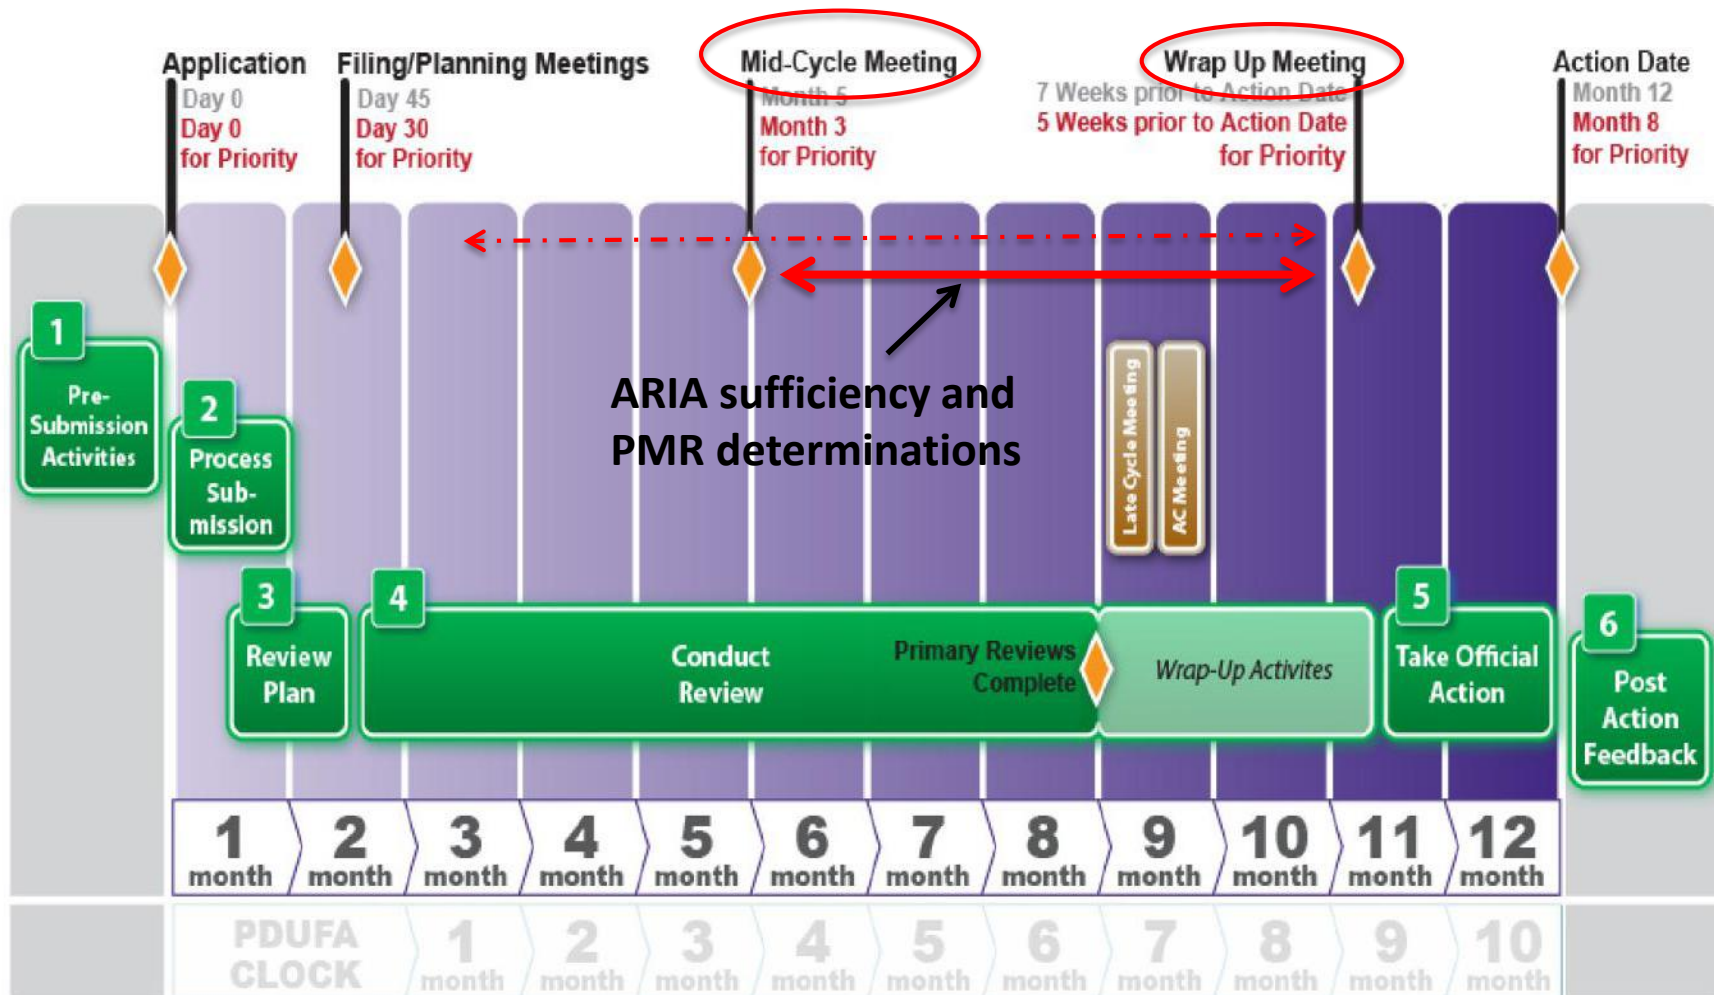 Application
Day 0
Day 0
for Priority
Filing/Planning Meetings
Day 45
Day 30
for Priority
Mid-Cycle Meeting
Month 5
Month 3
for Priority
Wrap Up Meeting
7 Weeks prior to Action Date
5 Weeks prior to Action Date
for Priority
Action Date
Month 12
Month 8
for Priority
ARIA sufficiency and
PMR determinations
1
Pre-
Submission
Activities
2
Process
Sub-
mission
3
Review
Plan
4
Conduct
Review
Primary Reviews
Complete
Late Cycle Meeting
AC Meeting
Wrap-Up Activites
5
Take Official
Action
6
Post
Action
Feedback
1 2 3 4 5 6 7 8 9 10 11 12
month month month month month month month month month month month month
PDUFA 1 2 3 4 5 6 7 8 9 10
CLOCK month month month month month month month month month month